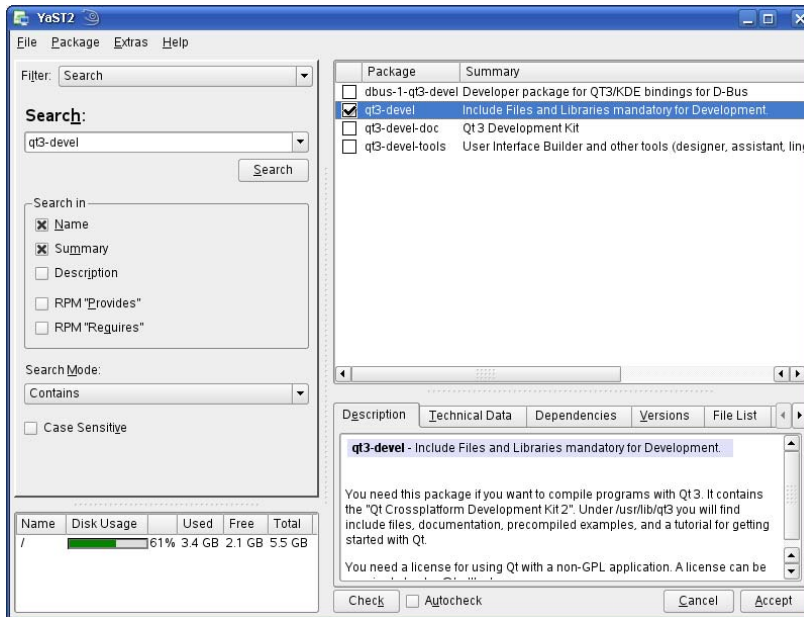 YaST2
File Package Extras Help
Filter: Search
Search:
qt3-devel
Search
Search in
Name
Summary
Description
RPM "Provides"
RPM "Requires"
Search Mode:
Contains
Case Sensitive
Name Disk Usage Used Free Total
/ 61% 3.4 GB 2.1 GB 5.5 GB
Package Summary
dbus-1-qt3-devel Developer package for QT3/KDE bindings for D-Bus
qt3-devel Include Files and Libraries mandatory for Development.
qt3-devel-doc Qt 3 Development Kit
qt3-devel-tools User Interface Builder and other tools (designer, assistant, ling
Description Technical Data Dependencies Versions File List
qt3-devel - Include Files and Libraries mandatory for Development.
You need this package if you want to compile programs with Qt 3. It contains
the "Qt Crossplatform Development Kit 2". Under /usr/lib/qt3 you will find
include files, documentation, precompiled examples, and a tutorial for getting
started with Qt.
You need a license for using Qt with a non-GPL application. A license can be
Check Autocheck Cancel Accept